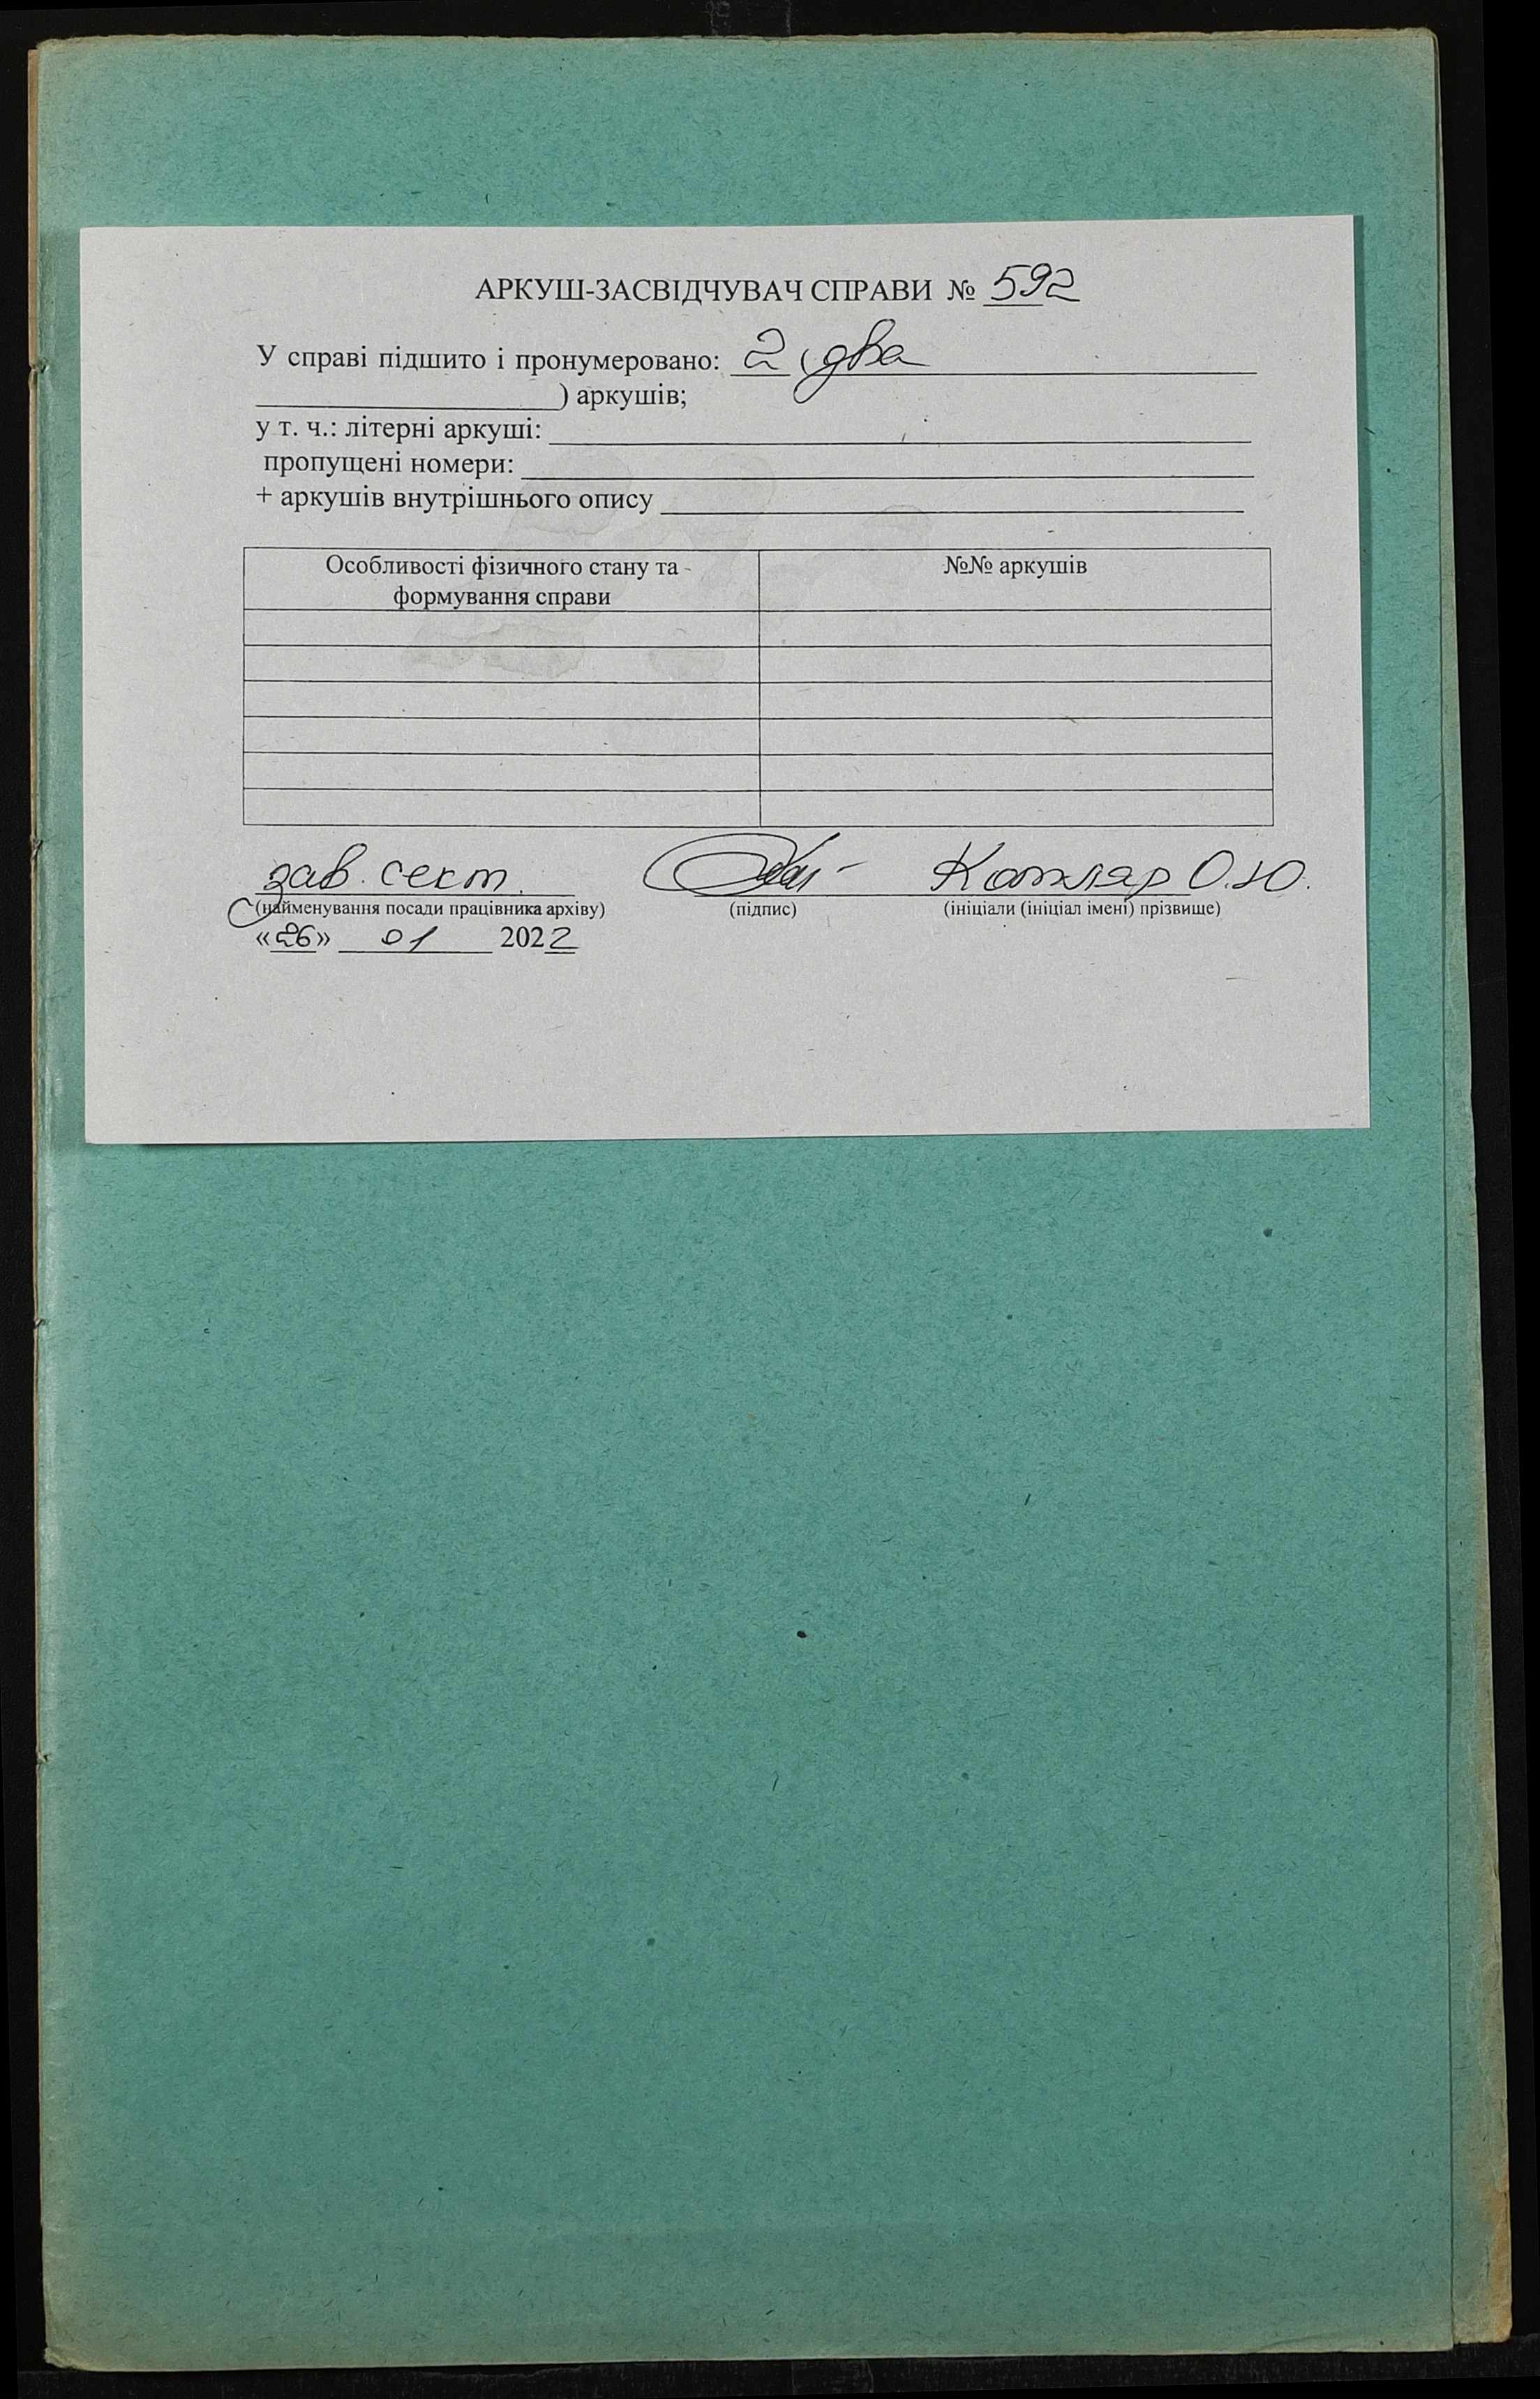 АРКУШ-ЗАСВІДЧУВАЧ СПРАВИ № 592
У справі підшито і пронумеровано: 2 (два
) аркушів;
у т. ч.: літерні аркуші:
пропущені номери:
+ аркушів внутрішнього опису
Особливості фізичного стану та формування справи №№ аркушів
зав. сект. Котляр О.Ю.
(найменування посади працівника архіву) (підпис) (ініціали (ініціал імені) прізвище)
«26» 01 2022